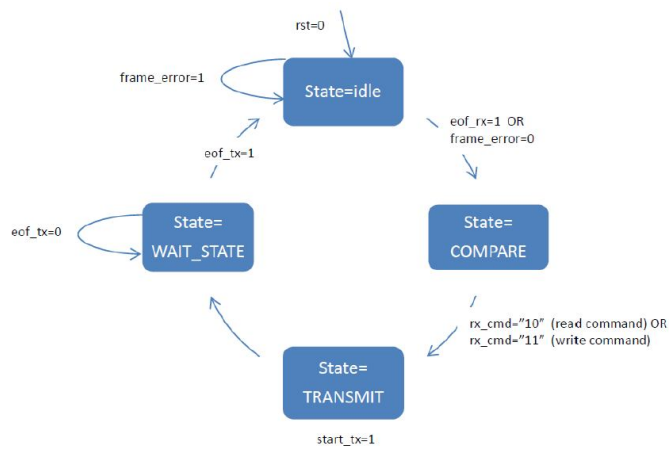 rst=0
frame_error=1
State=idle
eof_rx=1 OR
frame_error=0
eof_tx=1
State=
WAIT_STATE
eof_tx=0
State=
COMPARE
rx_cmd=”10” (read command) OR
rx_cmd=”11” (write command)
State=
TRANSMIT
start_tx=1